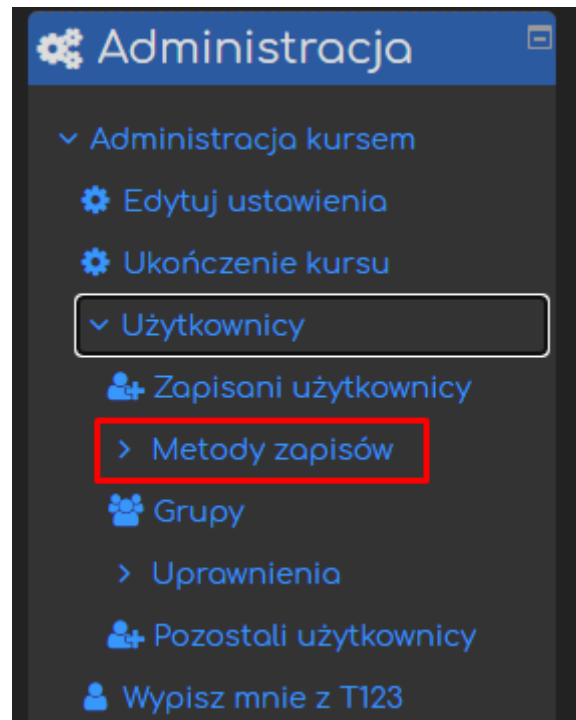 Administracja
Administracja kursem
Edytuj ustawienia
Ukończenie kursu
Użytkownicy
Zapisani użytkownicy
Metody zapisów
Grupy
Uprawnienia
Pozostali użytkownicy
Wypisz mnie z T123